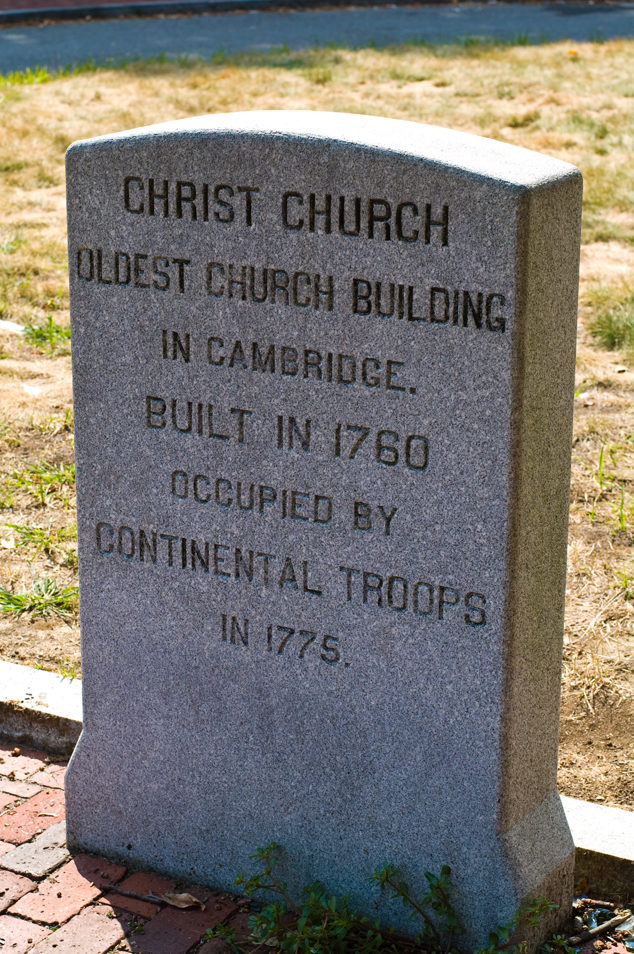 CHRIST CHURCH
OLDEST CHURCH BUILDING
IN CAMBRIDGE.
BUILT IN 1760
OCCUPIED BY
CONTINENTAL TROOPS
IN 1775.